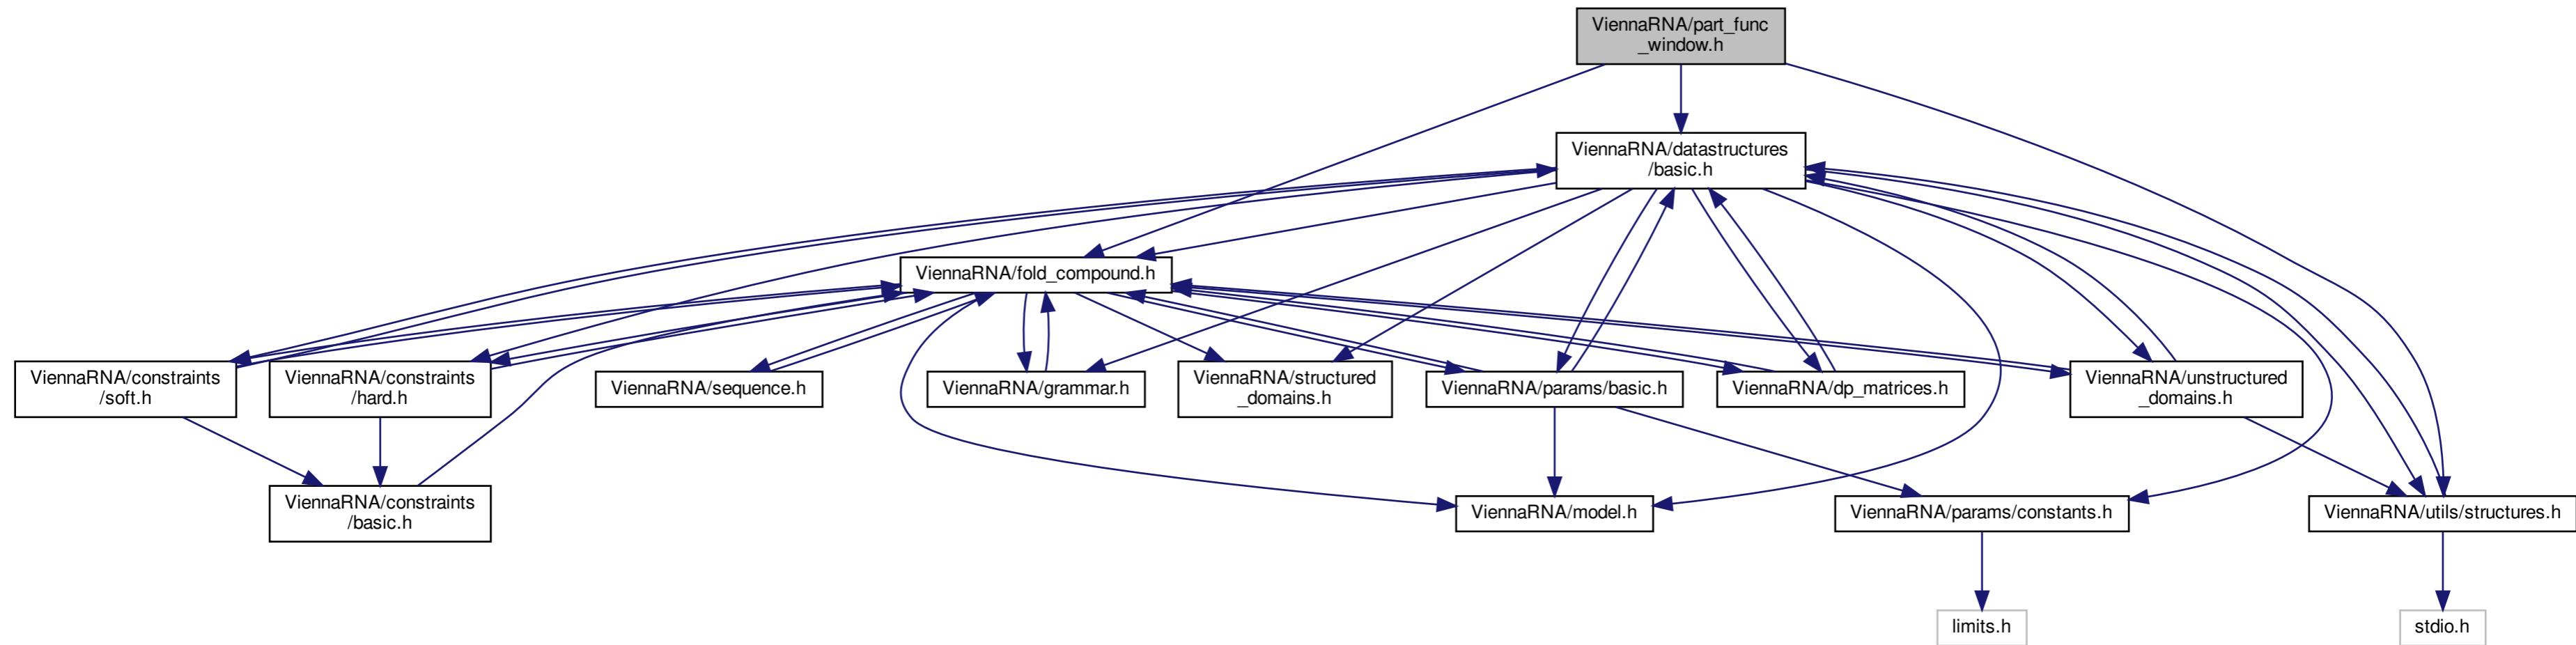 ViennaRNA/part_func
_window.h
ViennaRNA/datastructures
/basic.h
ViennaRNA/fold_compound.h
ViennaRNA/constraints
/soft.h
ViennaRNA/constraints
/hard.h
ViennaRNA/sequence.h
ViennaRNA/grammar.h
ViennaRNA/structured
_domains.h
ViennaRNA/params/basic.h
ViennaRNA/dp_matrices.h
ViennaRNA/unstructured
_domains.h
ViennaRNA/constraints
/basic.h
ViennaRNA/model.h
ViennaRNA/params/constants.h
ViennaRNA/utils/structures.h
limits.h
stdio.h